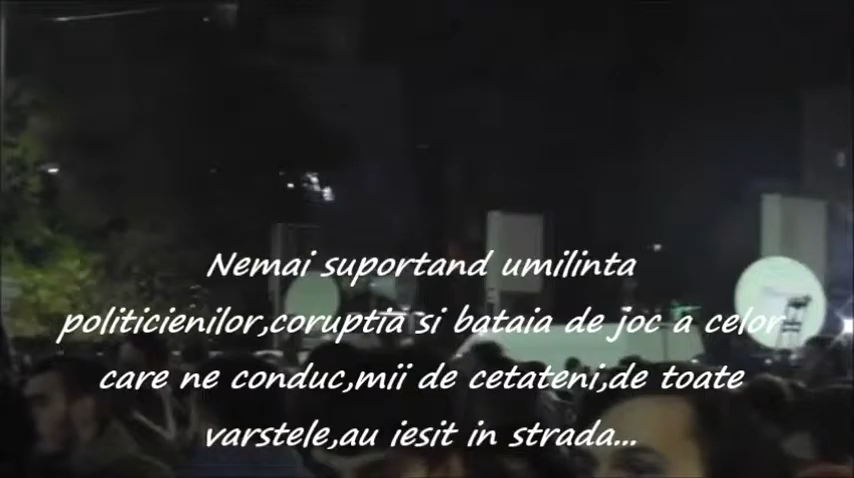 Nemai suportand umilinta
politicienilor,coruptia si bataia de joc a celor
care ne conduc,mii de cetateni,de toate
varstele,au iesit in strada...